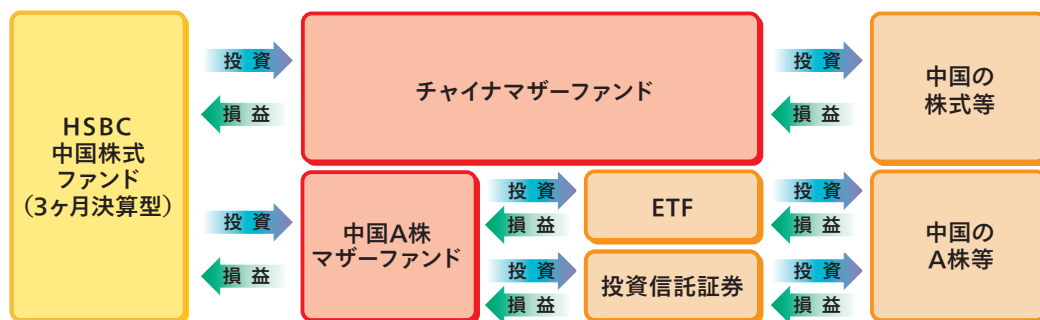 HSBC
中国株式
ファンド
（3ヶ月決算型）
投資
損益
チャイナマザーファンド
投資
損益
中国の
株式等
投資
損益
中国A株
マザーファンド
投資
損益
ETF
投資
損益
投資
損益
投資信託証券
投資
損益
中国の
A株等